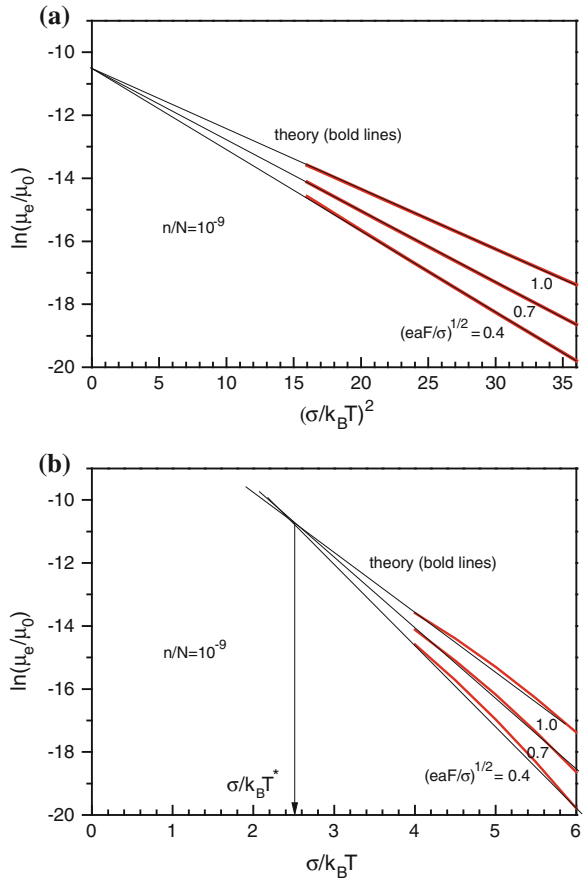 (a)
-10
-12
-14
-16
-18
-20
ln(μₑ/μ₀)
theory (bold lines)
n/N=10⁻⁹
1.0
0.7
(eaF/σ)^1/2 = 0.4
0 5 10 15 20 25 30 35
(σ/k_BT)²
(b)
-10
-12
-14
-16
-18
-20
ln(μₑ/μ₀)
theory (bold lines)
n/N=10⁻⁹
1.0
0.7
σ/k_BT*
(eaF/σ)^1/2 = 0.4
0 1 2 3 4 5 6
σ/k_BT